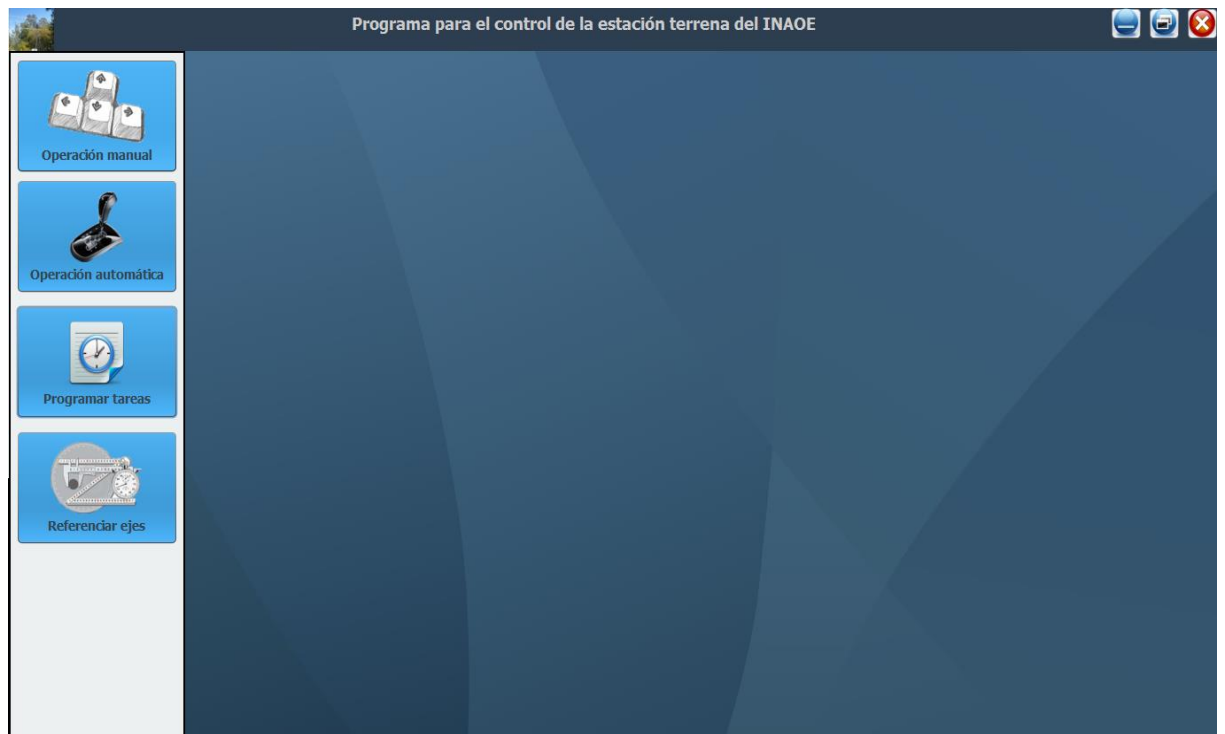 Programa para el control de la estación terrena del INAOE
Operación manual
Operación automática
Programar tareas
Referenciar ejes